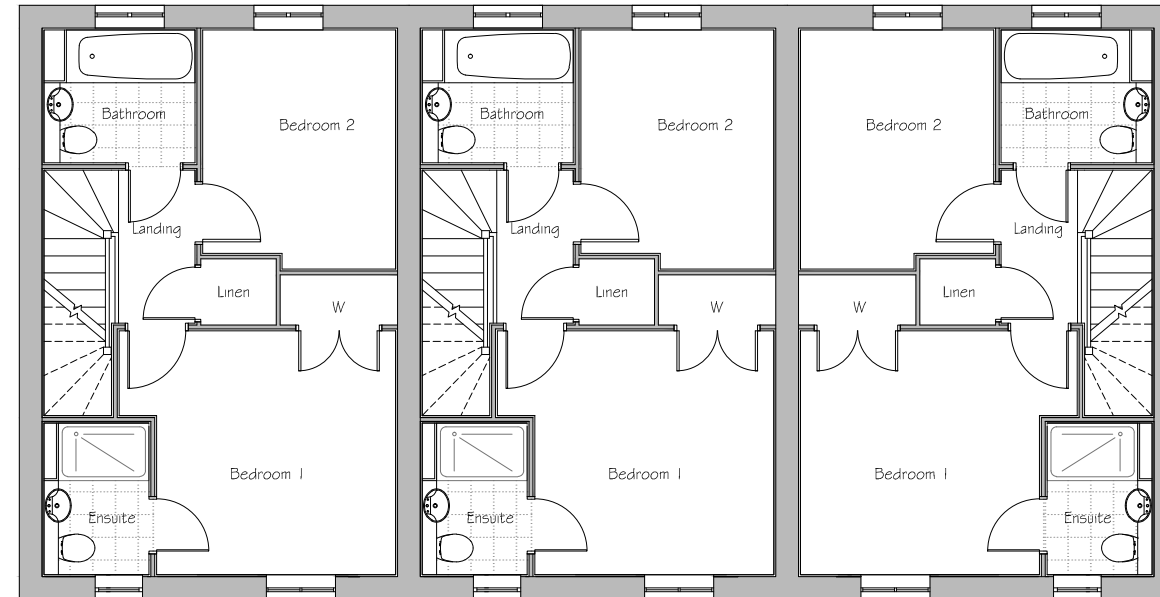 Bathroom
Bedroom 2
Landing
Linen
W
Bedroom 1
Ensuite
Bathroom
Bedroom 2
Landing
Linen
W
Bedroom 1
Ensuite
Bedroom 2
Bathroom
Landing
W
Linen
Bedroom 1
Ensuite